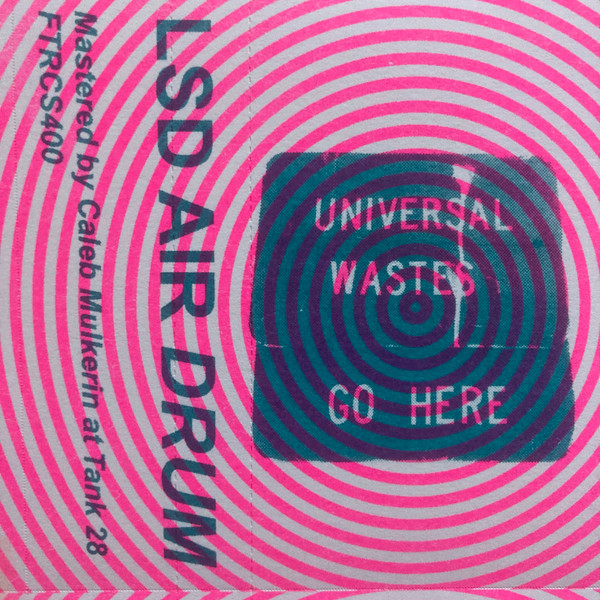 LSD AIR DRUM
Mastered by Caleb Mulkerin at Tank 28
FTRCS400
UNIVERSAL
WASTES
GO HERE